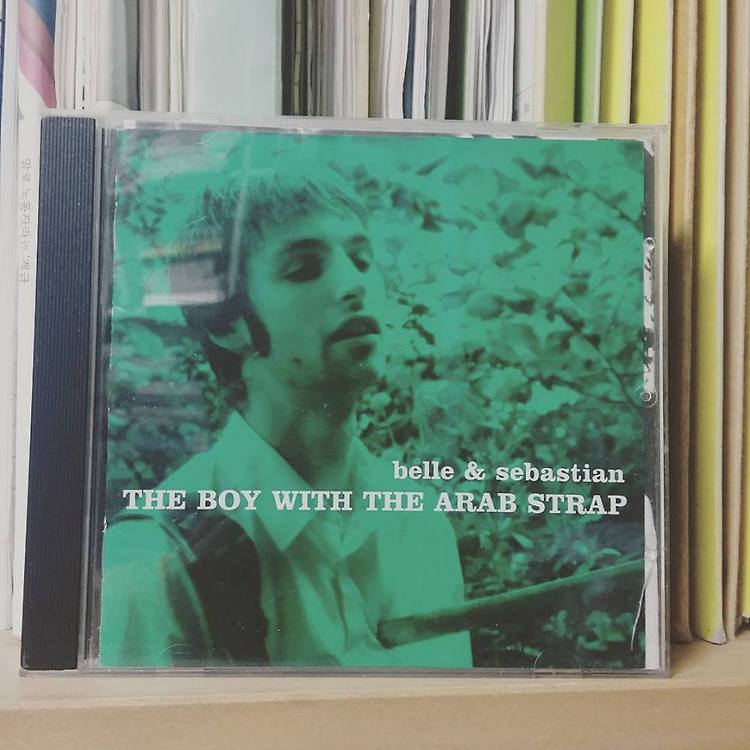 belle & sebastian
THE BOY WITH THE ARAB STRAP